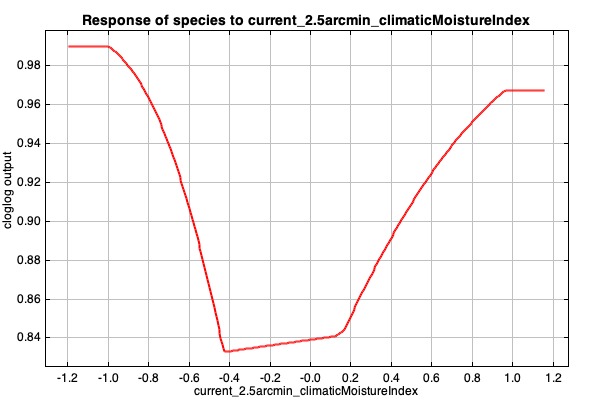 Response of species to current_2.5arcmin_climaticMoistureIndex
cloglog output
0.98
0.96
0.94
0.92
0.90
0.88
0.86
0.84
-1.2 -1.0 -0.8 -0.6 -0.4 -0.2 -0.0 0.2 0.4 0.6 0.8 1.0 1.2
current_2.5arcmin_climaticMoistureIndex